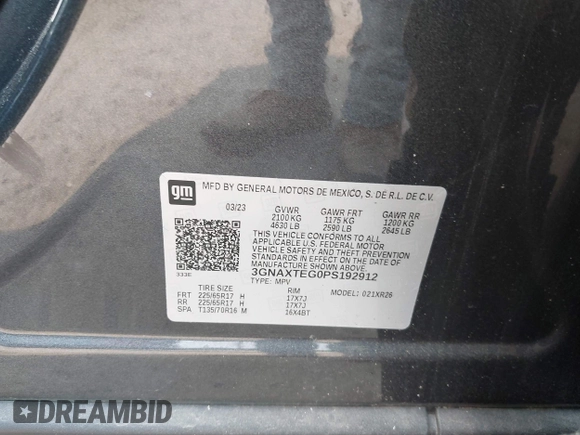 gm MFD BY GENERAL MOTORS DE MEXICO, S. DE R.L. DE C.V.
03/23 GVWR GAWR FRT GAWR RR
2100 KG 1175 KG 1200 KG
4630 LB 2590 LB 2645 LB
THIS VEHICLE CONFORMS TO ALL
APPLICABLE U.S. FEDERAL MOTOR
VEHICLE SAFETY AND THEFT PREVENTION
STANDARDS IN EFFECT ON THE DATE OF
MANUFACTURE SHOWN ABOVE.
333E 3GNAXTEG0PS192912
TYPE: MPV MODEL: 021XR26
TIRE SIZE RIM
FRT 225/65R17 H 17X7J
RR 225/65R17 H 17X7J
SPA T135/70R16 M 16X4BT
DREAMBID